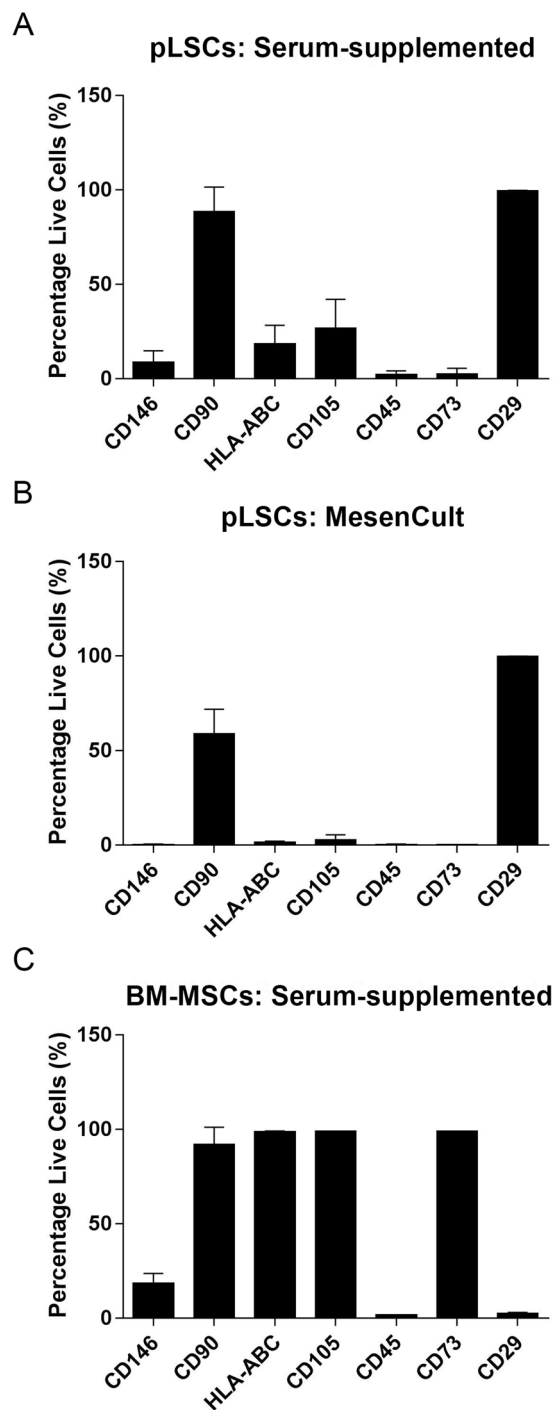 A
pLSCs: Serum-supplemented
Percentage Live Cells (%)
150
100
50
0
CD146
CD90
HLA-ABC
CD105
CD45
CD73
CD29
B
pLSCs: MesenCult
Percentage Live Cells (%)
150
100
50
0
CD146
CD90
HLA-ABC
CD105
CD45
CD73
CD29
C
BM-MSCs: Serum-supplemented
Percentage Live Cells (%)
150
100
50
0
CD146
CD90
HLA-ABC
CD105
CD45
CD73
CD29